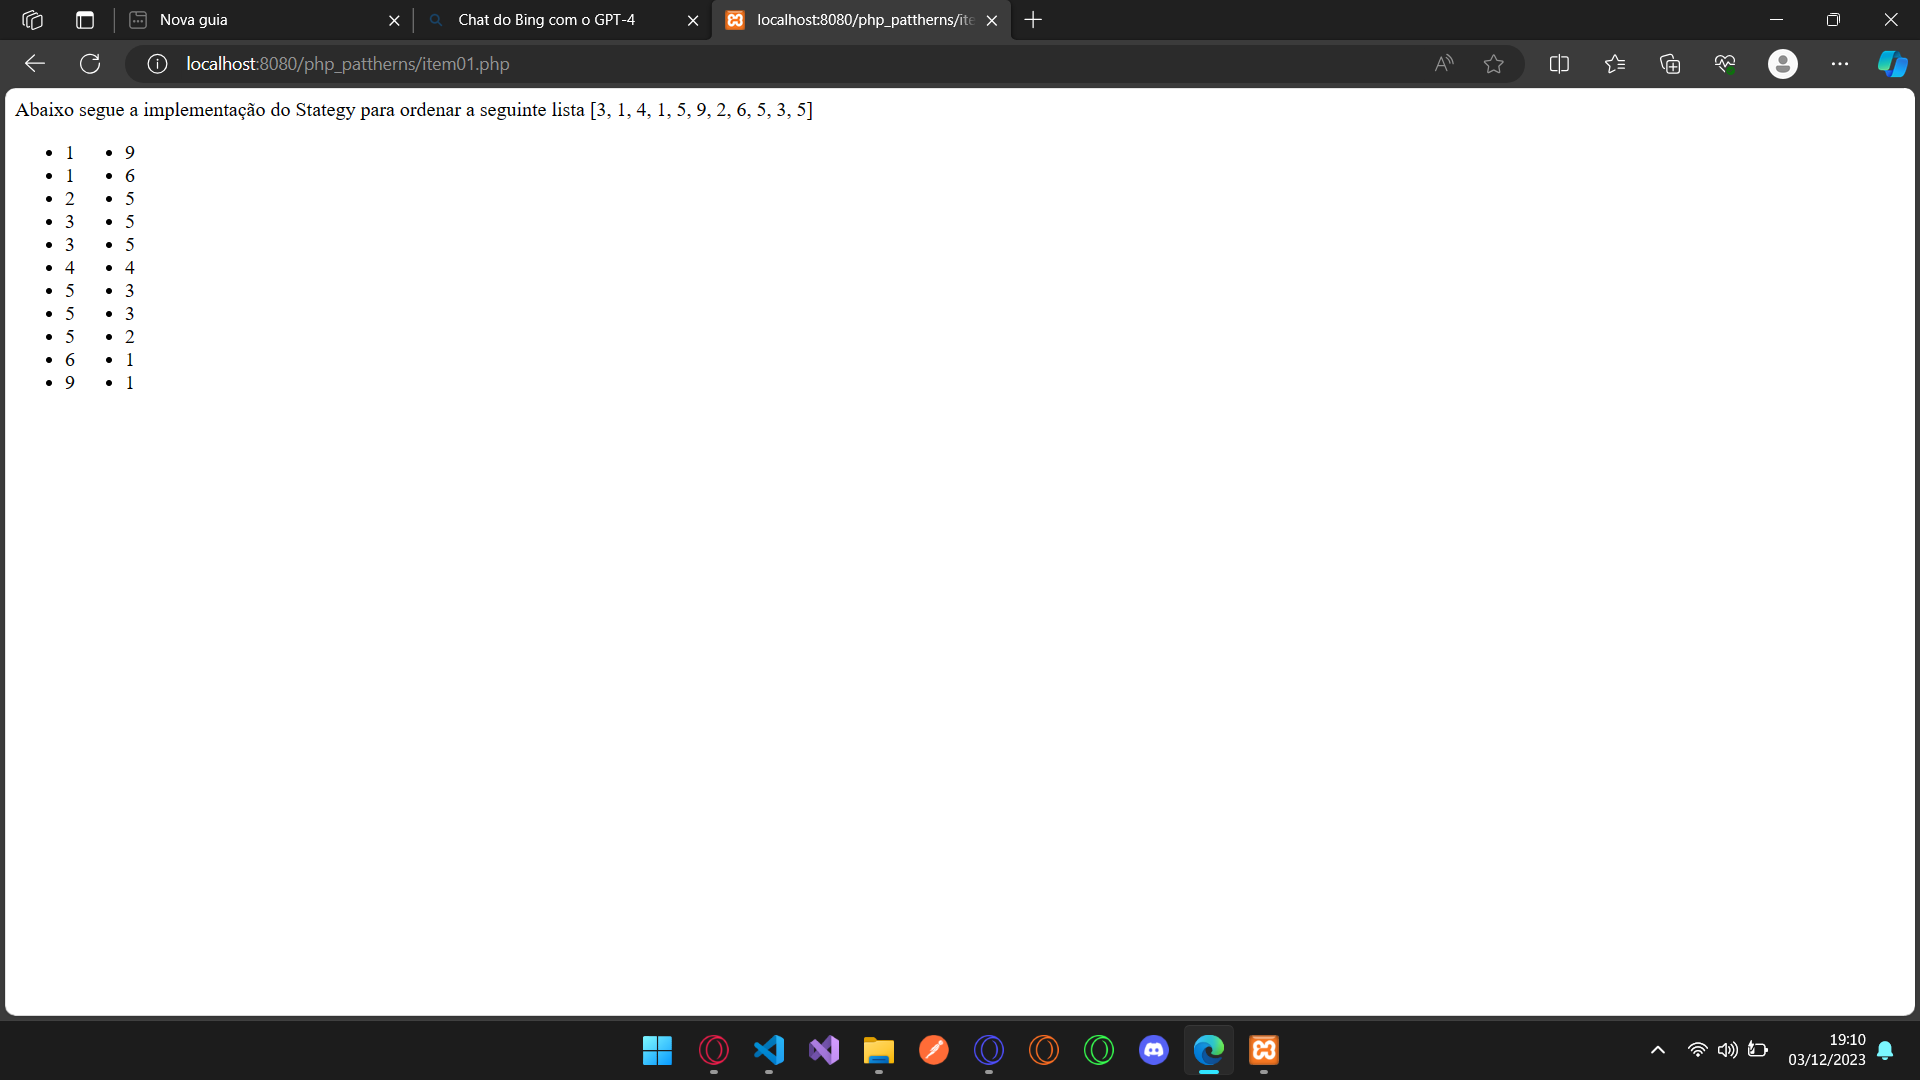 Nova guia
Chat do Bing com o GPT-4
localhost:8080/php_pattherns/ite
localhost:8080/php_pattherns/item01.php
Abaixo segue a implementação do Stategy para ordenar a seguinte lista [3, 1, 4, 1, 5, 9, 2, 6, 5, 3, 5]
• 1 • 9
• 1 • 6
• 2 • 5
• 3 • 5
• 3 • 5
• 4 • 4
• 5 • 3
• 5 • 3
• 5 • 2
• 6 • 1
• 9 • 1
19:10
03/12/2023